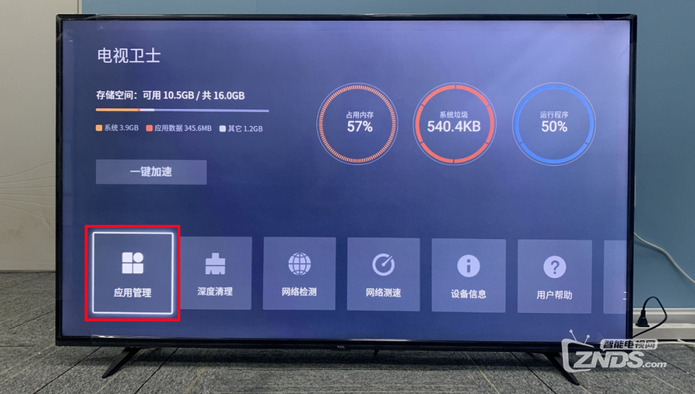 电视卫士
存储空间：可用 10.5GB / 共 16.0GB
系统 3.9GB 应用数据 345.6MB 其它 1.2GB
一键加速
占用内存
57%
系统垃圾
540.4KB
运行程序
50%
应用管理
深度清理
网络检测
网络测速
设备信息
用户帮助
智能电视网
ZNDS.com